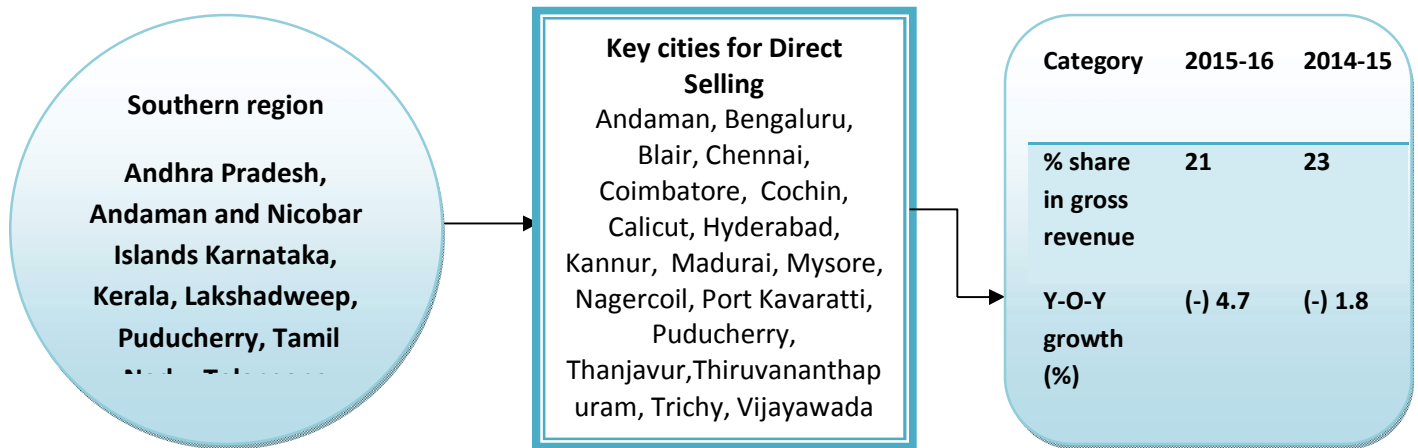 Southern region
Andhra Pradesh,
Andaman and Nicobar
Islands Karnataka,
Kerala, Lakshadweep,
Puducherry, Tamil
Key cities for Direct
Selling
Andaman, Bengaluru,
Blair, Chennai,
Coimbatore, Cochin,
Calicut, Hyderabad,
Kannur, Madurai, Mysore,
Nagercoil, Port Kavaratti,
Puducherry,
Thanjavur,Thiruvananthap
uram, Trichy, Vijayawada
Category 2015-16 2014-15
% share 21 23
in gross
revenue
Y-O-Y (-) 4.7 (-) 1.8
growth
(%)